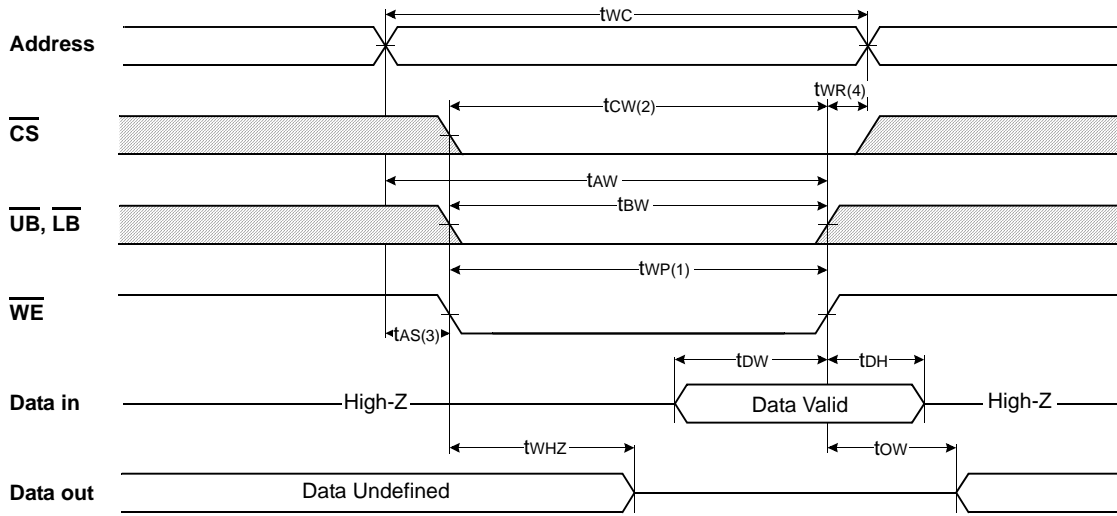 tWC
Address
tCW(2)
tWR(4)
CS
tAW
UB, LB
tBW
tWP(1)
WE
tAS(3)
tDW
tDH
Data in
High-Z
Data Valid
High-Z
tWHZ
tOW
Data out
Data Undefined